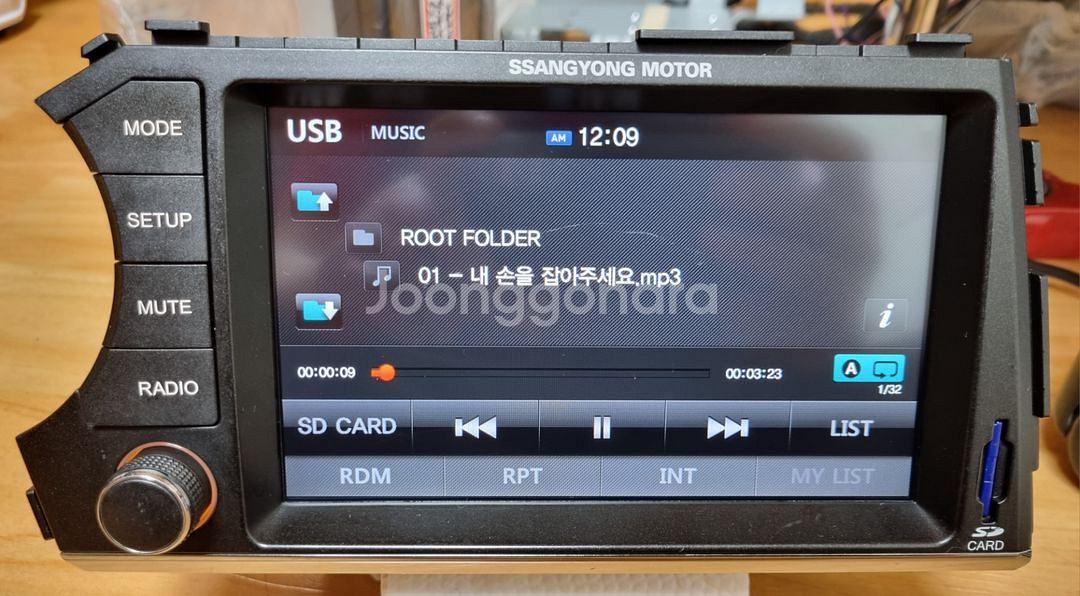 SSANGYONG MOTOR
MODE
SETUP
MUTE
RADIO
USB MUSIC AM 12:09
ROOT FOLDER
01 - 내 손을 잡아주세요.mp3
Joonggonara
i
00:00:09 00:03:23 A
1/32
SD CARD LIST
RDM RPT INT MY LIST
SD
CARD